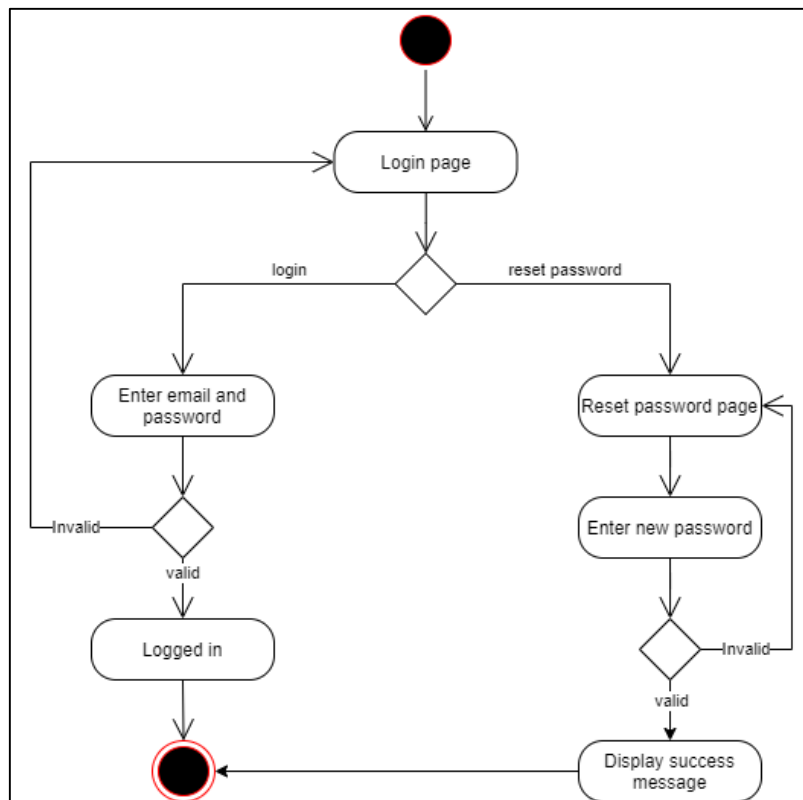 Login page
login
reset password
Enter email and
password
Reset password page
Invalid
Enter new password
valid
Logged in
Invalid
valid
Display success
message